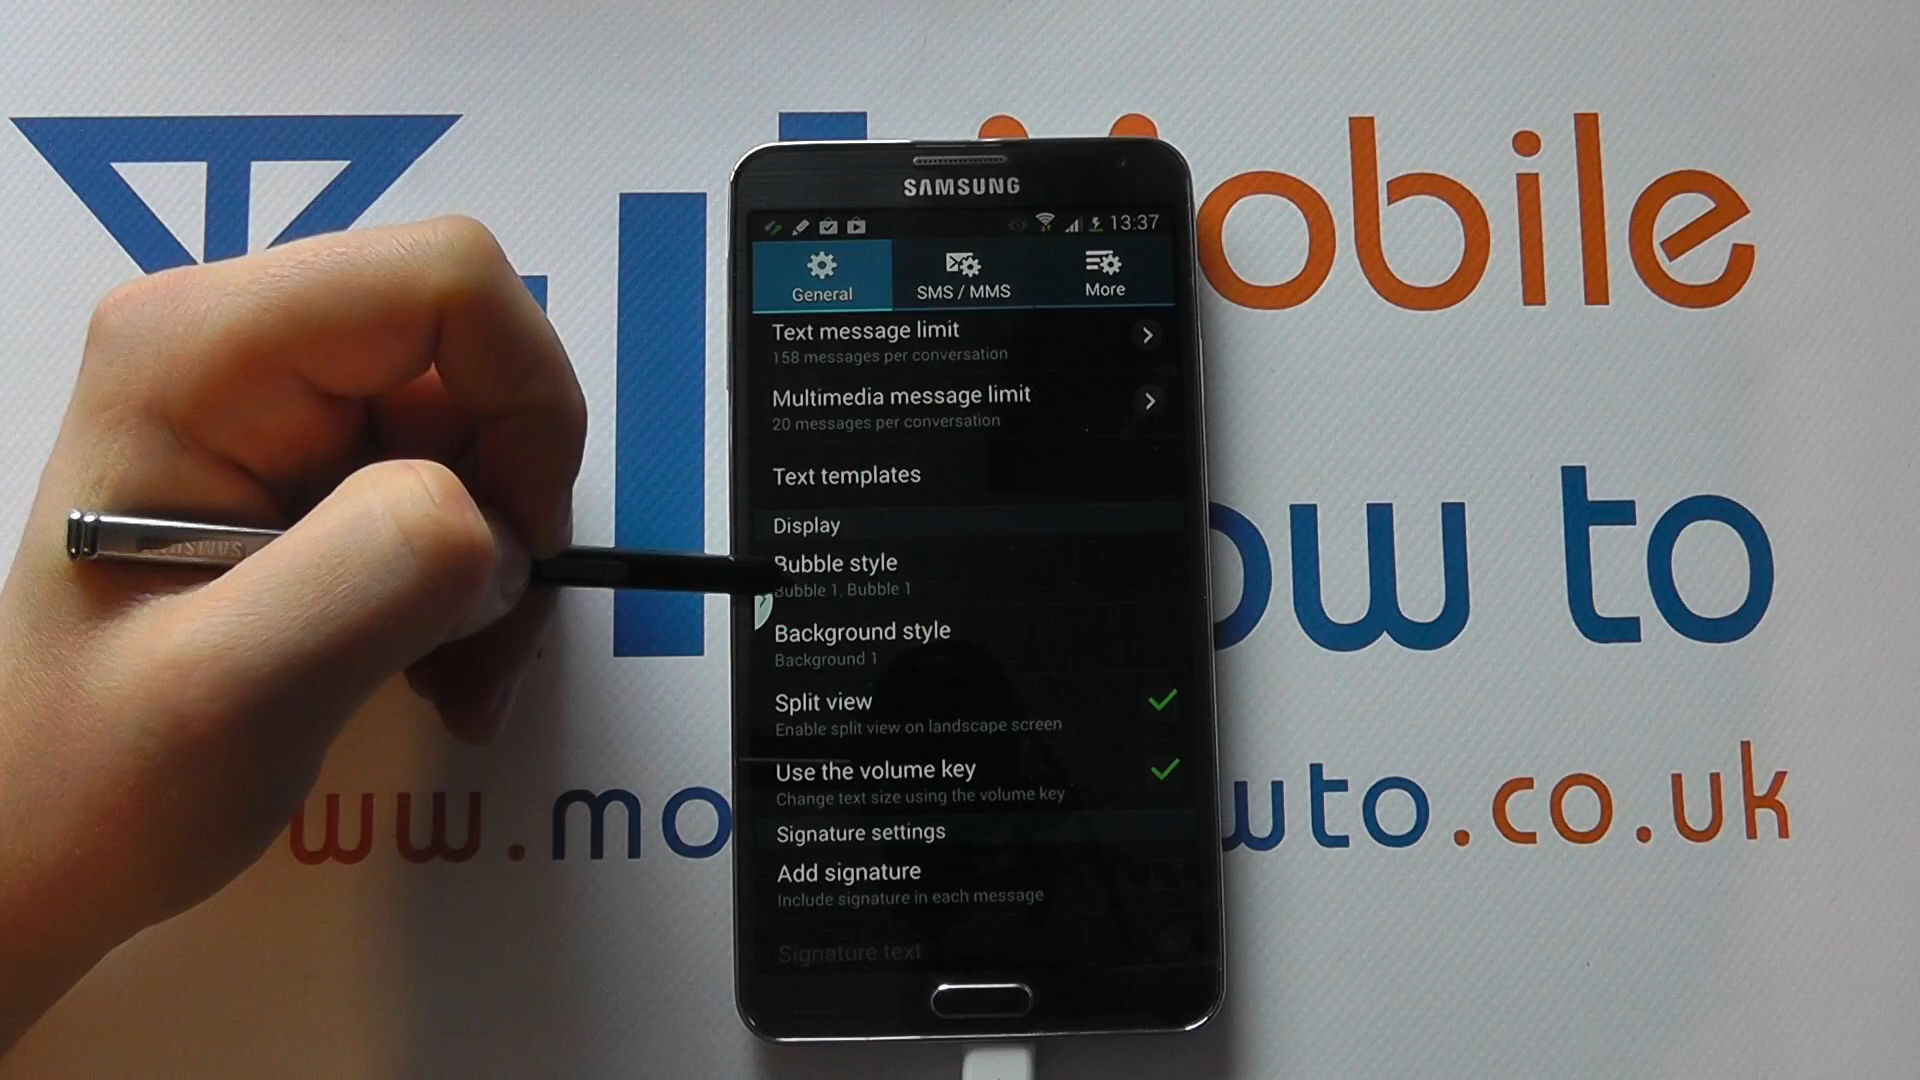 Mobile
SAMSUNG
13:37
General
SMS / MMS
More
Text message limit
158 messages per conversation
Multimedia message limit
20 messages per conversation
Text templates
Display
Bubble style
Bubble 1, Bubble 1
Background style
Background 1
Split view
Enable split view on landscape screen
Use the volume key
Change text size using the volume key
Signature settings
Add signature
Include signature in each message
Signature text
SAMSUNG
ow to
ww.mo
wto.co.uk